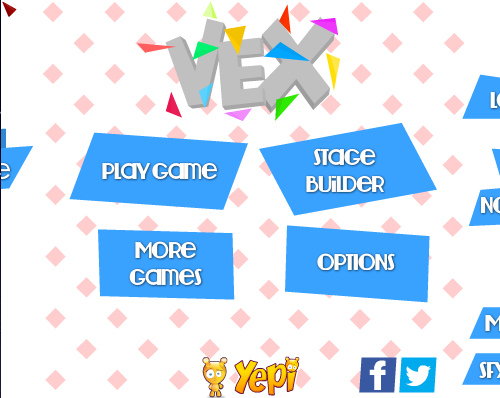 VEX
PLAY GAME
STAGE
BUILDER
MORE
GAMES
OPTIONS
Yepi